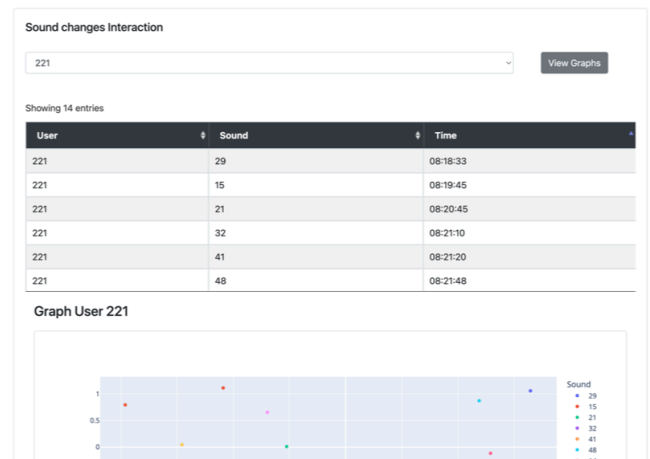 Sound changes Interaction
221
View Graphs
Showing 14 entries
User Sound Time
221 29 08:18:33
221 15 08:19:45
221 21 08:20:45
221 32 08:21:10
221 41 08:21:20
221 48 08:21:48
Graph User 221
Sound
29
15
21
32
41
48
1
0.5
0